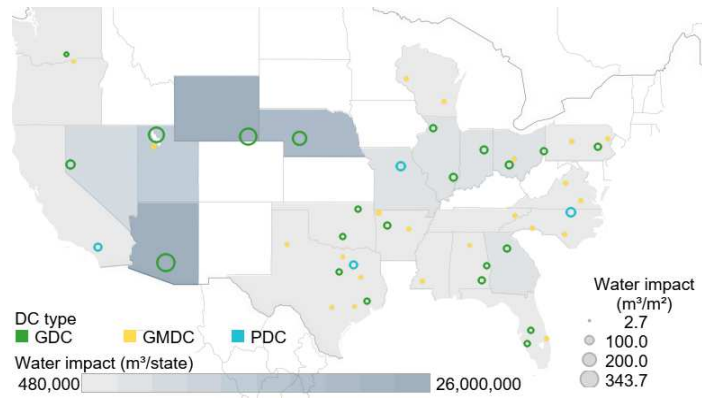 Water impact
(m³/m²)
2.7
100.0
200.0
343.7
DC type
GDC GMDC PDC
Water impact (m³/state)
480,000 26,000,000